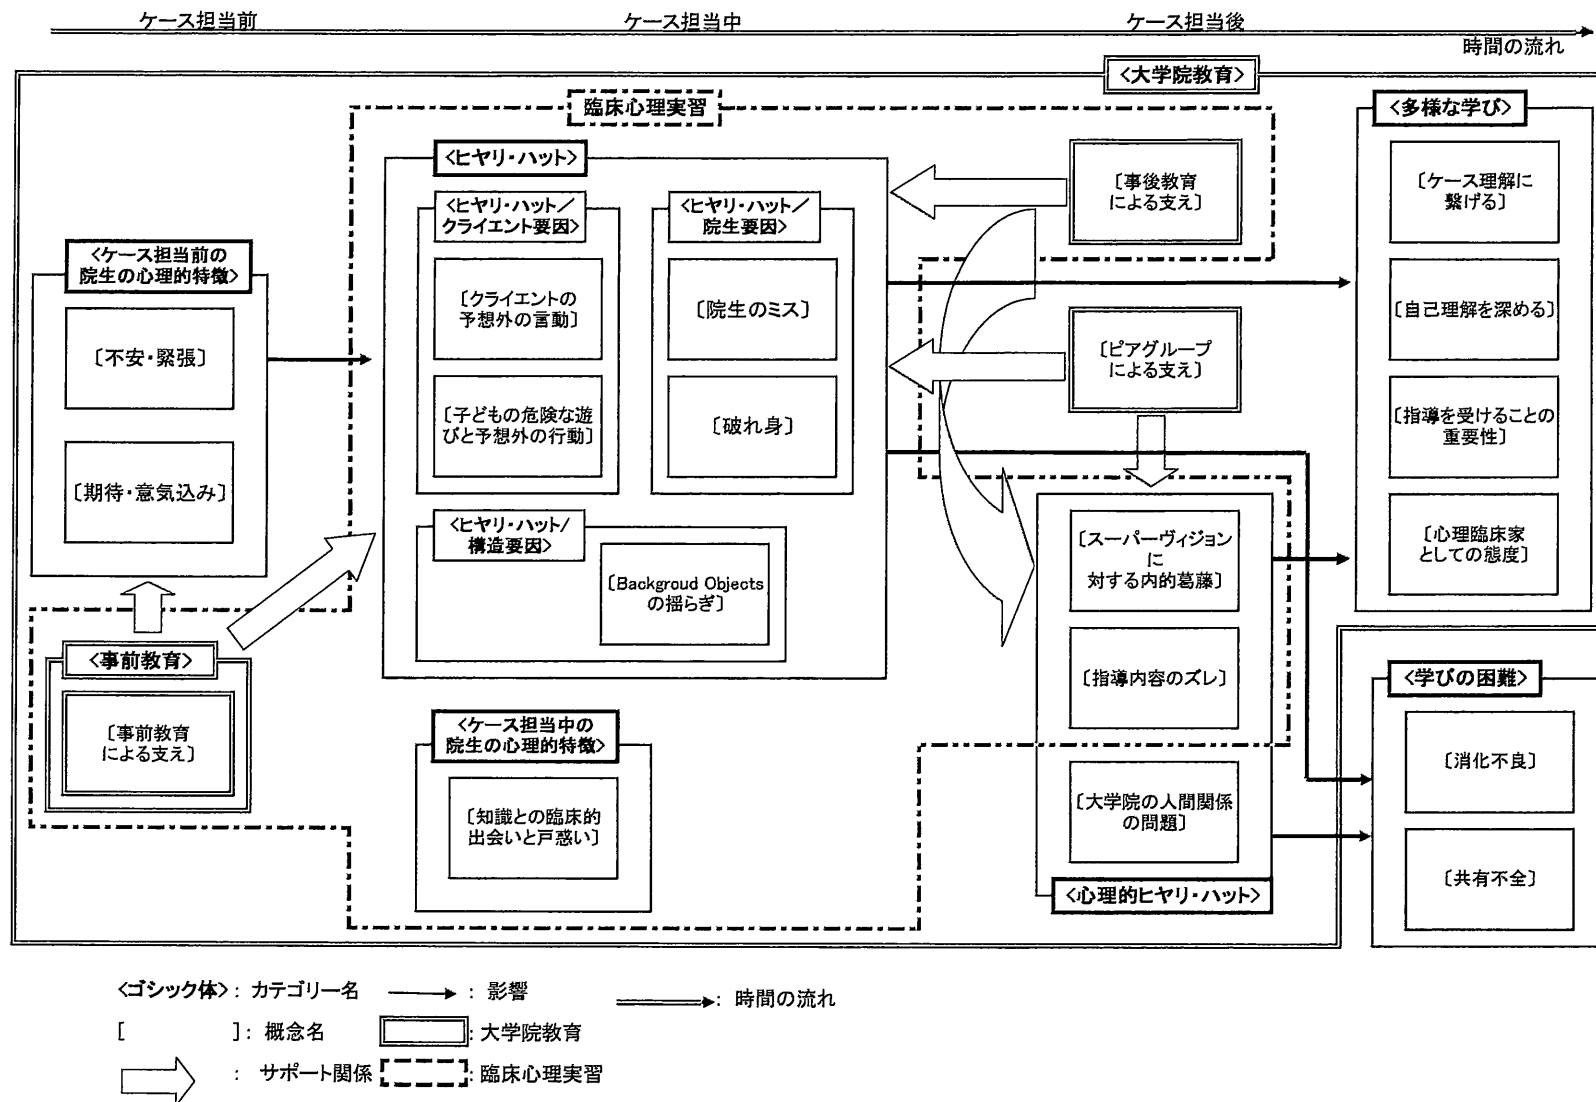 ケース担当前
ケース担当中
ケース担当後
時間の流れ
<大学院教育>
臨床心理実習
<ケース担当前の
院生の心理的特徴>
〔不安・緊張〕
〔期待・意気込み〕
<事前教育>
〔事前教育
による支え〕
<ヒヤリ・ハット>
<ヒヤリ・ハット／
クライエント要因>
〔クライエントの
予想外の言動〕
〔子どもの危険な遊
びと予想外の行動〕
<ヒヤリ・ハット／
院生要因>
〔院生のミス〕
〔破れ身〕
<ヒヤリ・ハット/
構造要因>
〔Backgroud Objects
の揺らぎ〕
<ケース担当中の
院生の心理的特徴>
〔知識との臨床的
出会いと戸惑い〕
〔事後教育
による支え〕
〔ピアグループ
による支え〕
〔スーパーヴィジョン
に
対する内的葛藤〕
〔指導内容のズレ〕
〔大学院の人間関係
の問題〕
<心理的ヒヤリ・ハット>
<多様な学び>
〔ケース理解に
繋げる〕
〔自己理解を深める〕
〔指導を受けることの
重要性〕
〔心理臨床家
としての態度〕
<学びの困難>
〔消化不良〕
〔共有不全〕
<ゴシック体>：カテゴリー名
：影響
：時間の流れ
[ ]：概念名
：大学院教育
：サポート関係
：臨床心理実習